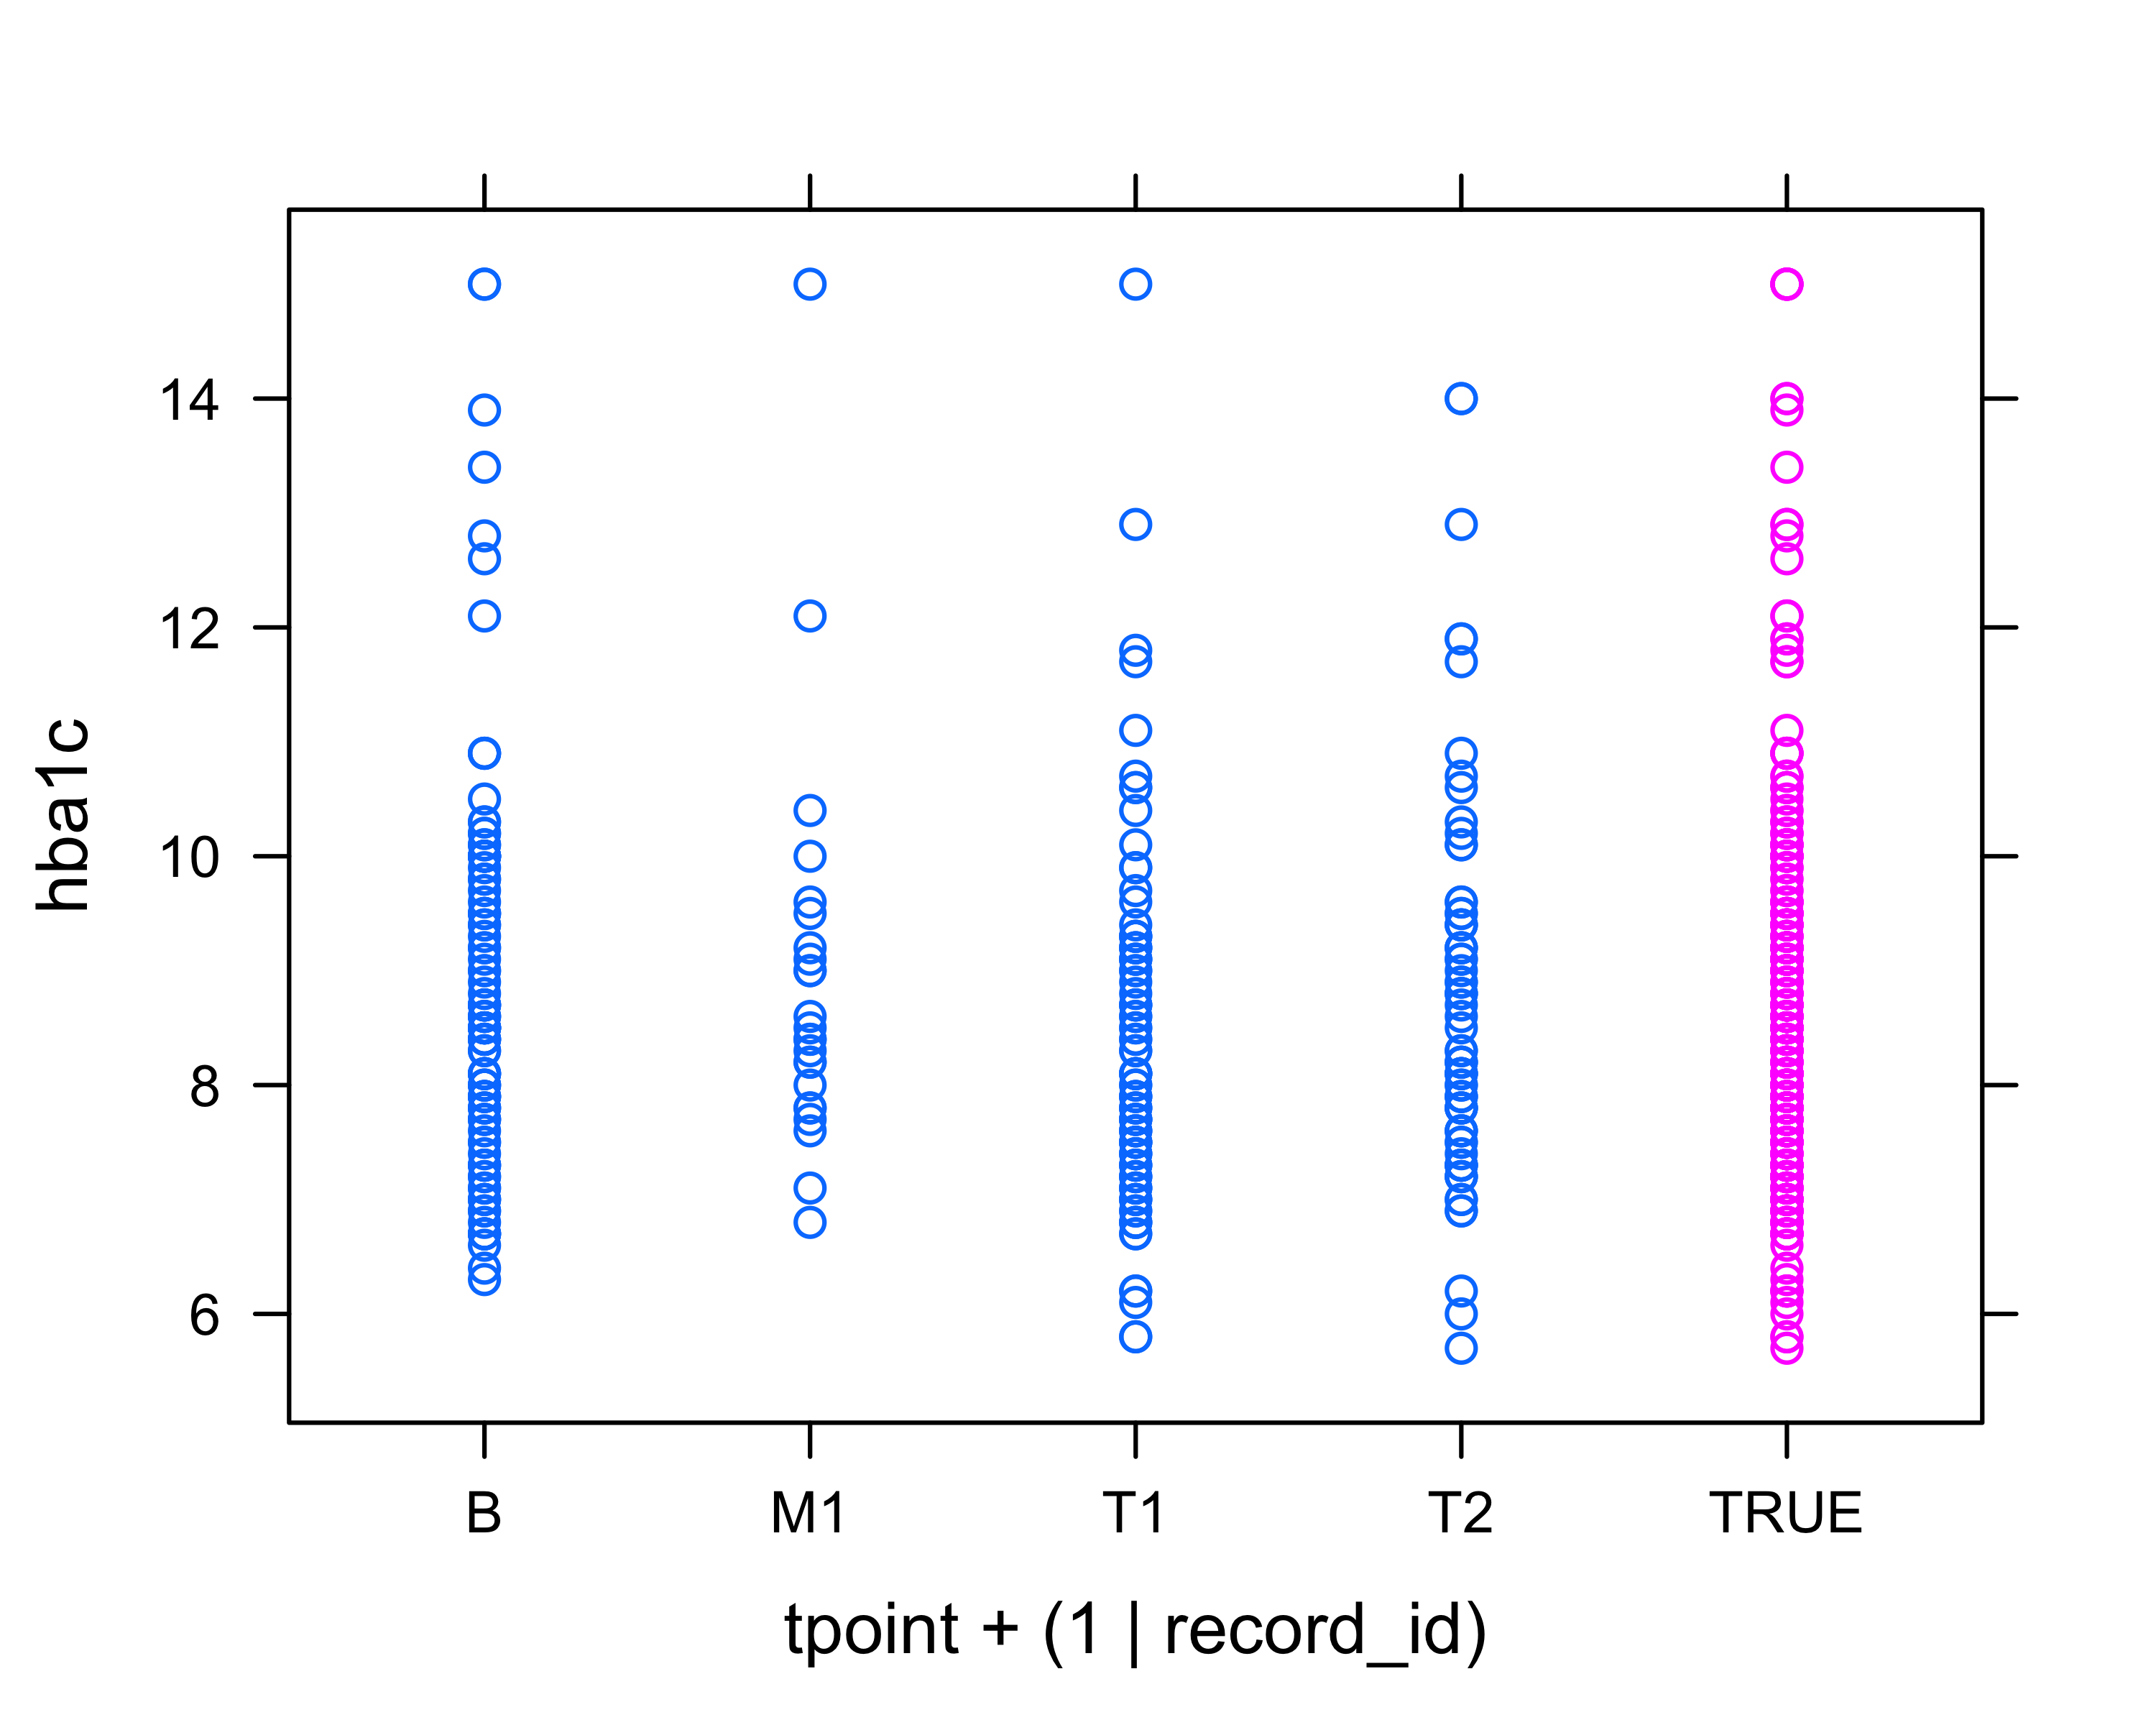 hba1c
14
12
10
8
6
B M1 T1 T2 TRUE
tpoint + (1 | record_id)